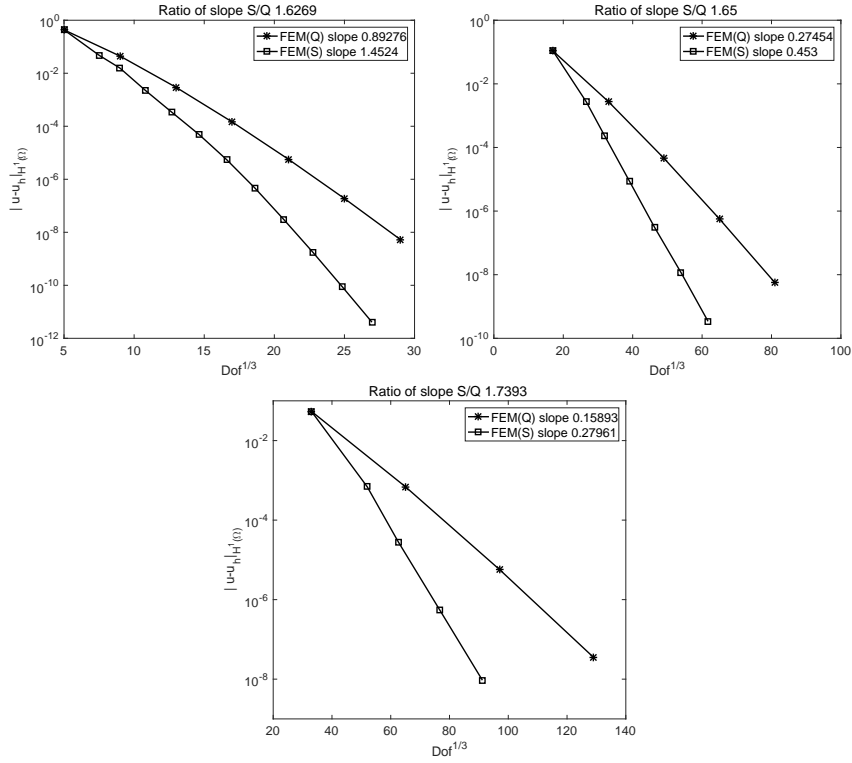 Ratio of slope S/Q 1.6269
FEM(Q) slope 0.89276
FEM(S) slope 1.4524
10^0
10^-2
10^-4
10^-6
10^-8
10^-10
10^-12
| u-u_h|_H^1(Ω)
5
10
15
20
25
30
Dof^1/3
Ratio of slope S/Q 1.65
FEM(Q) slope 0.27454
FEM(S) slope 0.453
10^0
10^-2
10^-4
10^-6
10^-8
10^-10
| u-u_h|_H^1(Ω)
0
20
40
60
80
100
Dof^1/3
Ratio of slope S/Q 1.7393
FEM(Q) slope 0.15893
FEM(S) slope 0.27961
10^-2
10^-4
10^-6
10^-8
| u-u_h|_H^1(Ω)
20
40
60
80
100
120
140
Dof^1/3